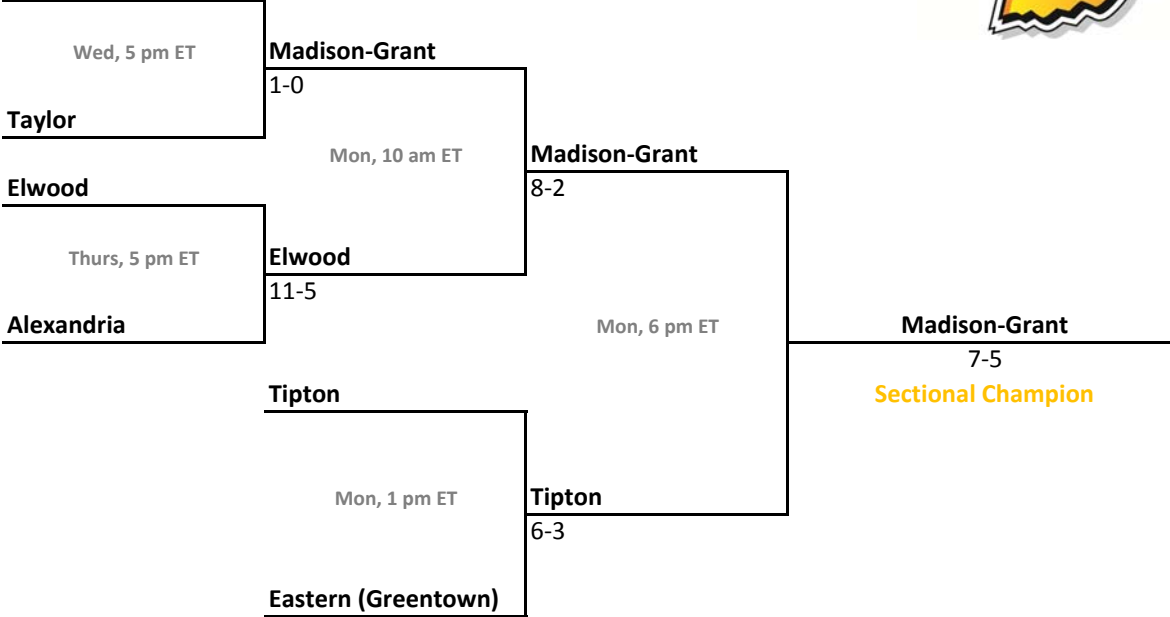 Wed, 5 pm ET
Madison-Grant
1-0
Taylor
Mon, 10 am ET
Madison-Grant
Elwood
8-2
Thurs, 5 pm ET
Elwood
11-5
Alexandria
Mon, 6 pm ET
Madison-Grant
7-5
Tipton
Sectional Champion
Mon, 1 pm ET
Tipton
6-3
Eastern (Greentown)